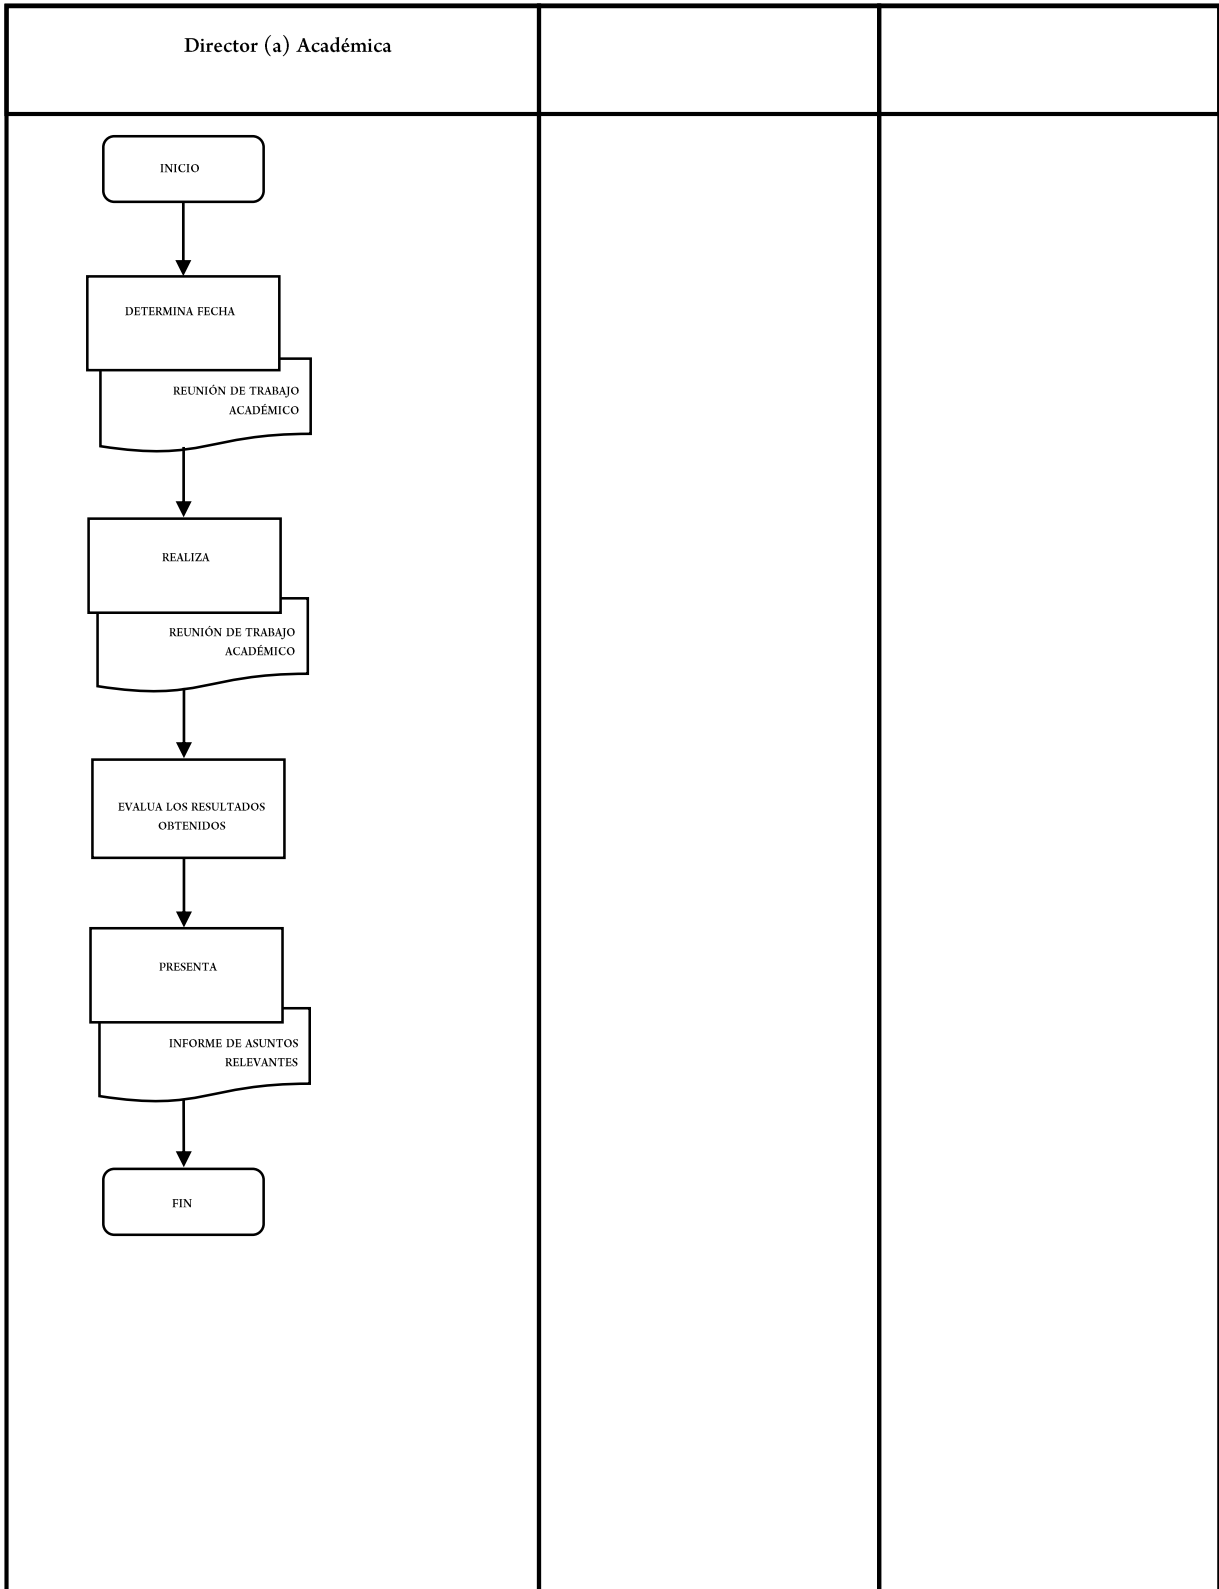 Director (a) Académica
INICIO
DETERMINA FECHA
REUNIÓN DE TRABAJO
ACADÉMICO
REALIZA
REUNIÓN DE TRABAJO
ACADÉMICO
EVALUA LOS RESULTADOS
OBTENIDOS
PRESENTA
INFORME DE ASUNTOS
RELEVANTES
FIN